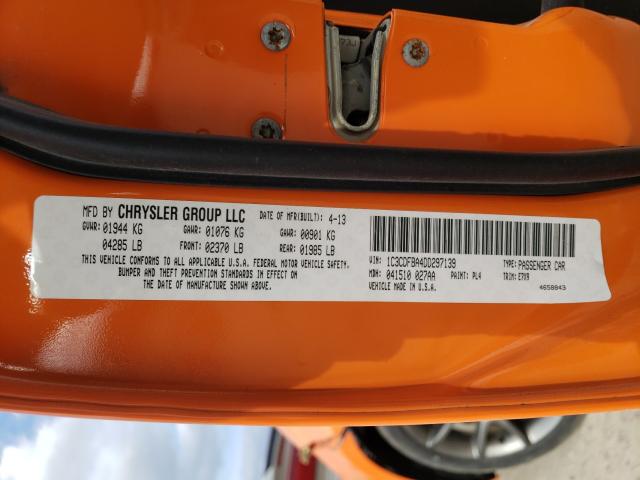 MFD BY CHRYSLER GROUP LLC DATE OF MFR(BUILT): 4-13
GVWR: 01944 KG GAWR: 01076 KG GAWR: 00901 KG
04285 LB FRONT: 02370 LB REAR: 01985 LB
THIS VEHICLE CONFORMS TO ALL APPLICABLE U.S.A. FEDERAL MOTOR VEHICLE SAFETY,
BUMPER AND THEFT PREVENTION STANDARDS IN EFFECT ON
THE DATE OF MANUFACTURE SHOWN ABOVE.
VIN: 1C3CDFBA4DD297139 TYPE: PASSENGER CAR
MDH: 041510 027AA PAINT: PL4 TRIM: E7X9
VEHICLE MADE IN U.S.A. 4658843